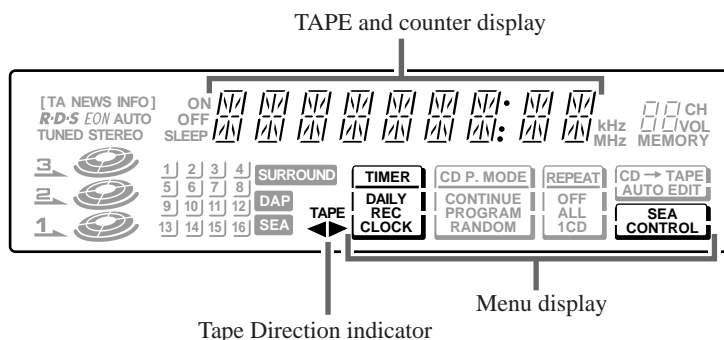 TAPE and counter display
[TA NEWS INFO]
R·D·S EON AUTO
TUNED STEREO
ON
OFF
SLEEP
kHz
MHz
CH
VOL
MEMORY
3
2
1
1 2 3 4
5 6 7 8
9 10 11 12
13 14 15 16
SURROUND
DAP
SEA
TAPE
◀▶
TIMER
DAILY
REC
CLOCK
CD P. MODE
CONTINUE
PROGRAM
RANDOM
REPEAT
OFF
ALL
1CD
CD → TAPE
AUTO EDIT
SEA
CONTROL
Menu display
Tape Direction indicator